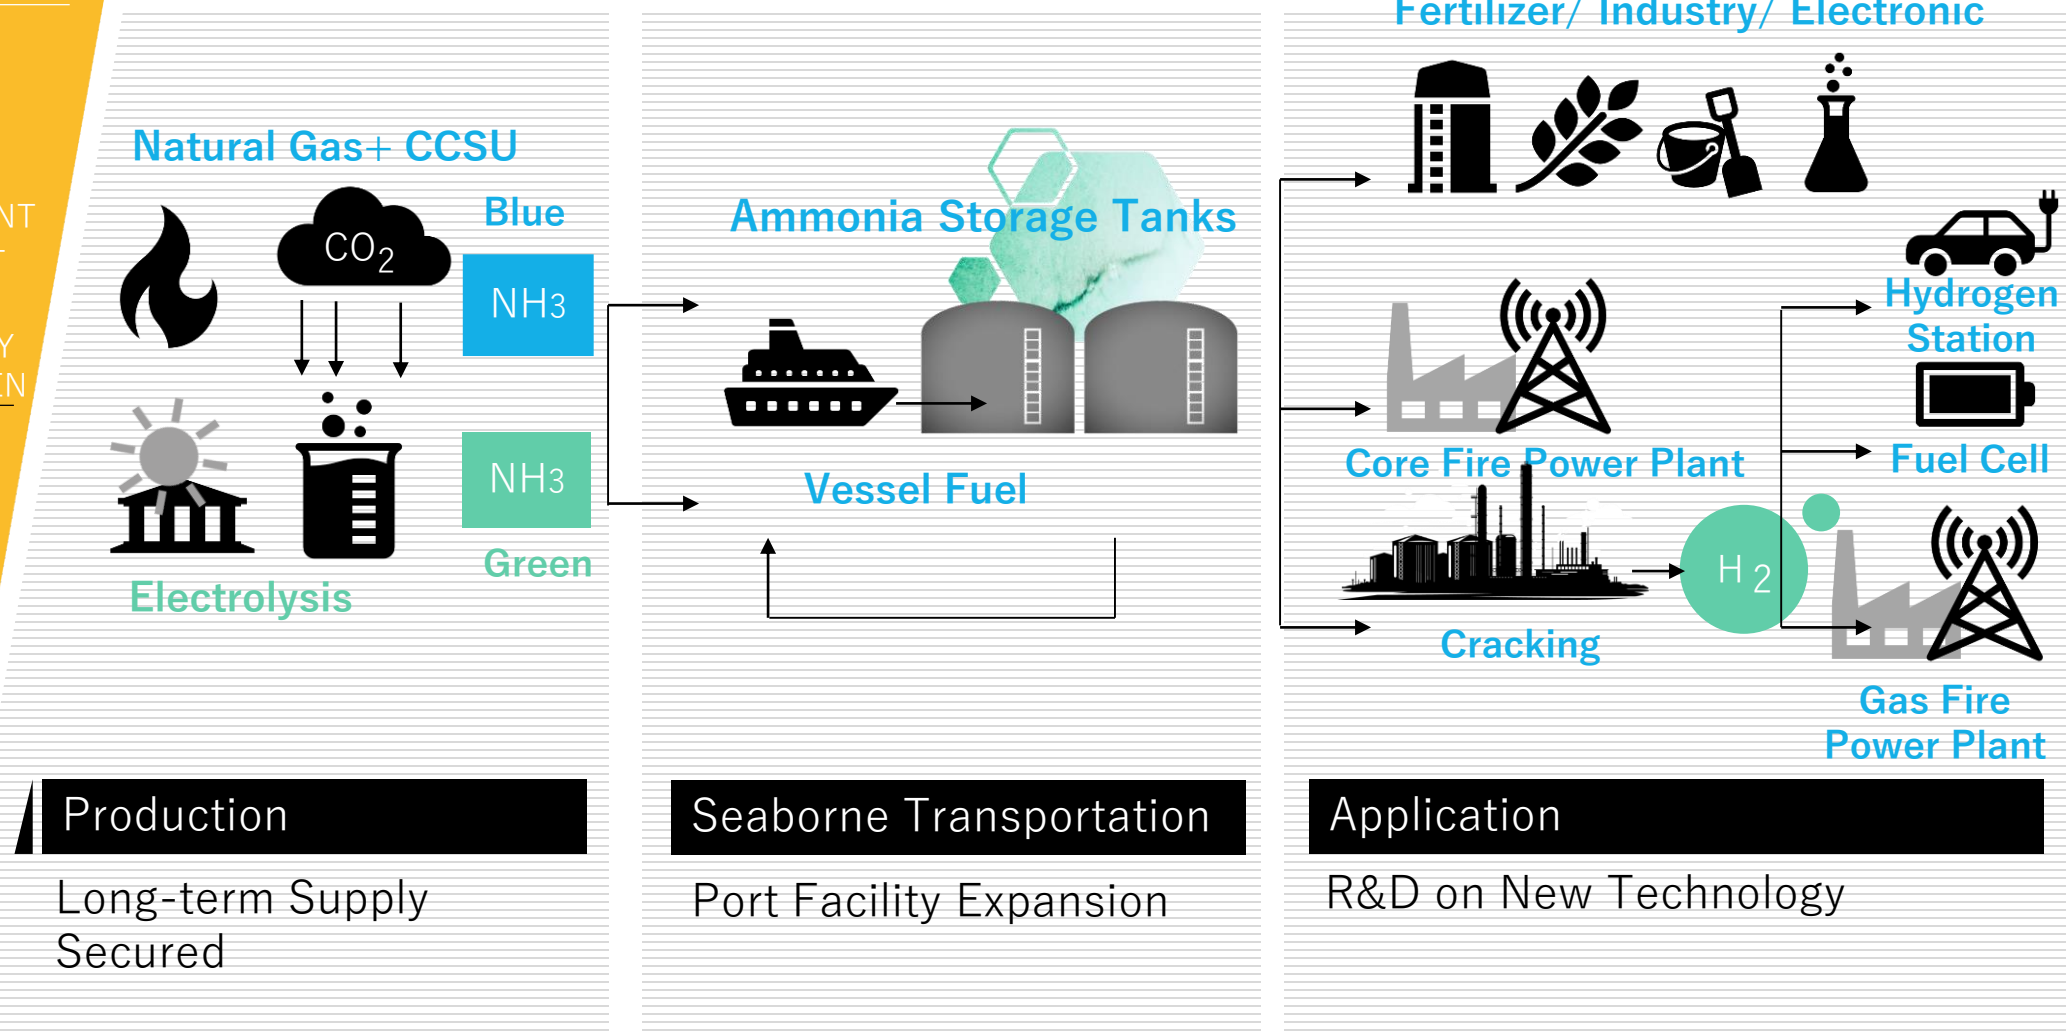 Natural Gas+ CCSU
CO2
Blue
NH3
NH3
Green
Electrolysis
Production
Long-term Supply
Secured
Ammonia Storage Tanks
Vessel Fuel
Seaborne Transportation
Port Facility Expansion
Fertilizer/ Industry/ Electronic
Core Fire Power Plant
Cracking
H2
Hydrogen
Station
Fuel Cell
Gas Fire
Power Plant
Application
R&D on New Technology